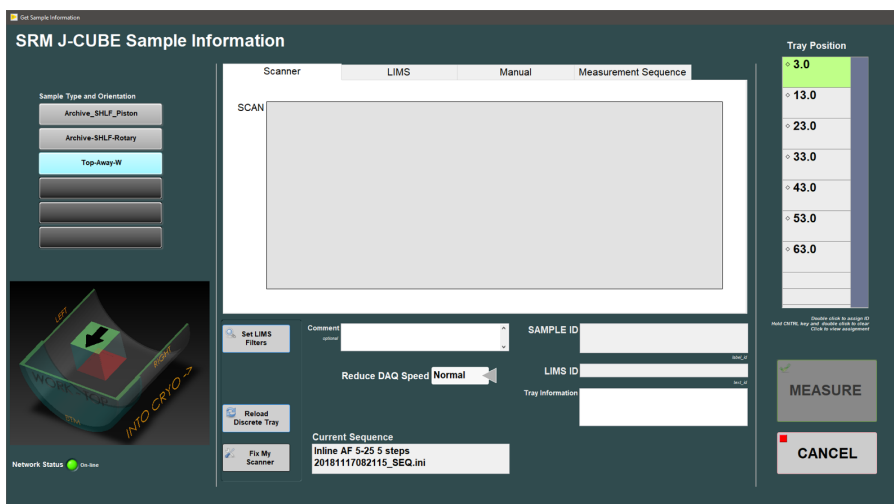 Get Sample Information
SRM J-CUBE Sample Information
Sample Type and Orientation
Archive_SHLF_Piston
Archive-SHLF-Rotary
Top-Away-W
LEFT
RIGHT
WORK
BTM
INTO CRYO ->
Network Status
On-line
Scanner
LIMS
Manual
Measurement Sequence
SCAN
Set LIMS
Filters
Comment
optional
Reduce DAQ Speed
Normal
SAMPLE ID
label_id
LIMS ID
text_id
Tray Information
Reload
Discrete Tray
Fix My
Scanner
Current Sequence
Inline AF 5-25 5 steps
20181117082115_SEQ.ini
Tray Position
3.0
13.0
23.0
33.0
43.0
53.0
63.0
Double click to assign ID
Hold CNTRL key and double click to clear
Click to view assignment
MEASURE
CANCEL